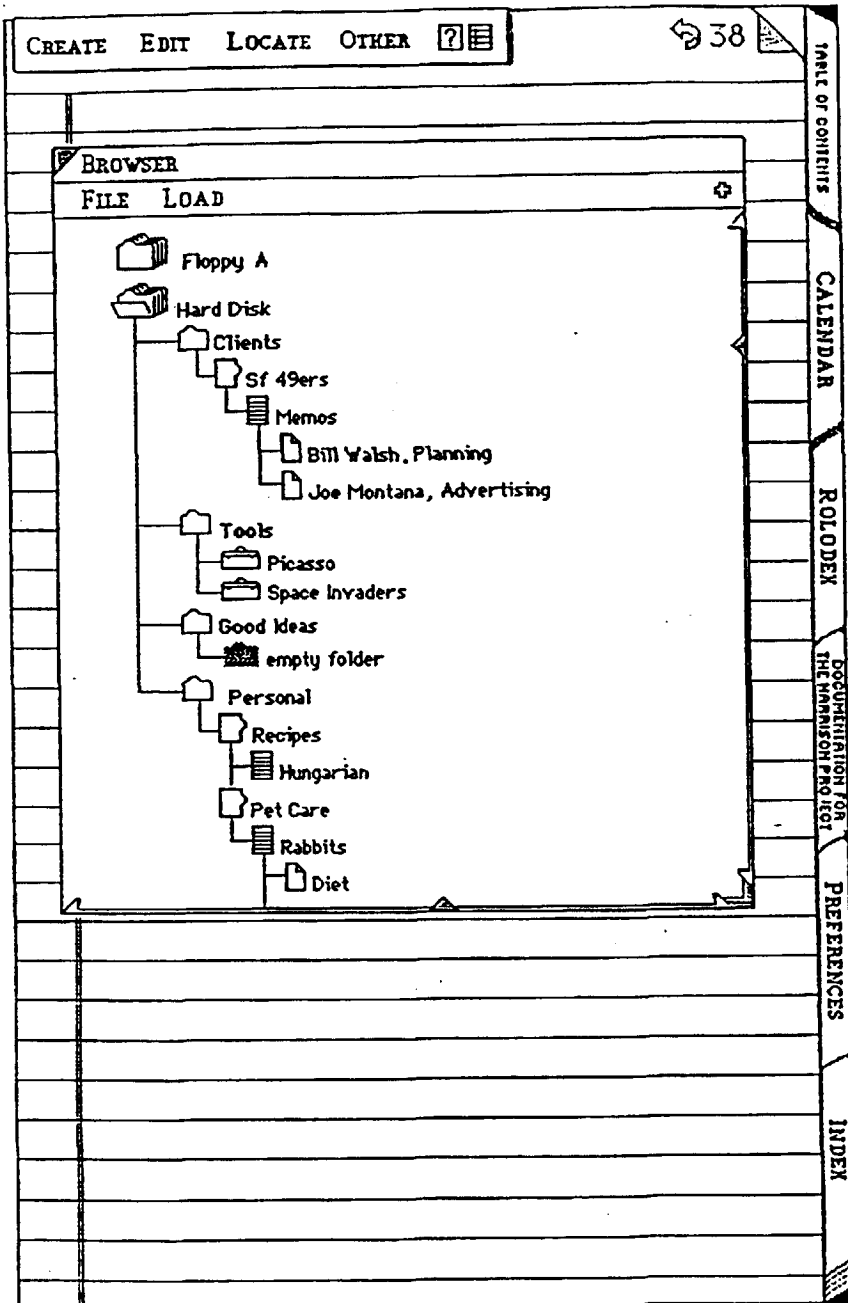 CREATE EDIT LOCATE OTHER ?
38
BROWSER
FILE LOAD
Floppy A
Hard Disk
Clients
Sf 49ers
Memos
Bill Walsh, Planning
Joe Montana, Advertising
Tools
Picasso
Space Invaders
Good Ideas
empty folder
Personal
Recipes
Hungarian
Pet Care
Rabbits
Diet
TABLE OF CONTENTS
CALENDAR
ROLODEX
DOCUMENTATION FOR
THE HARRISON PROJECT
PREFERENCES
INDEX